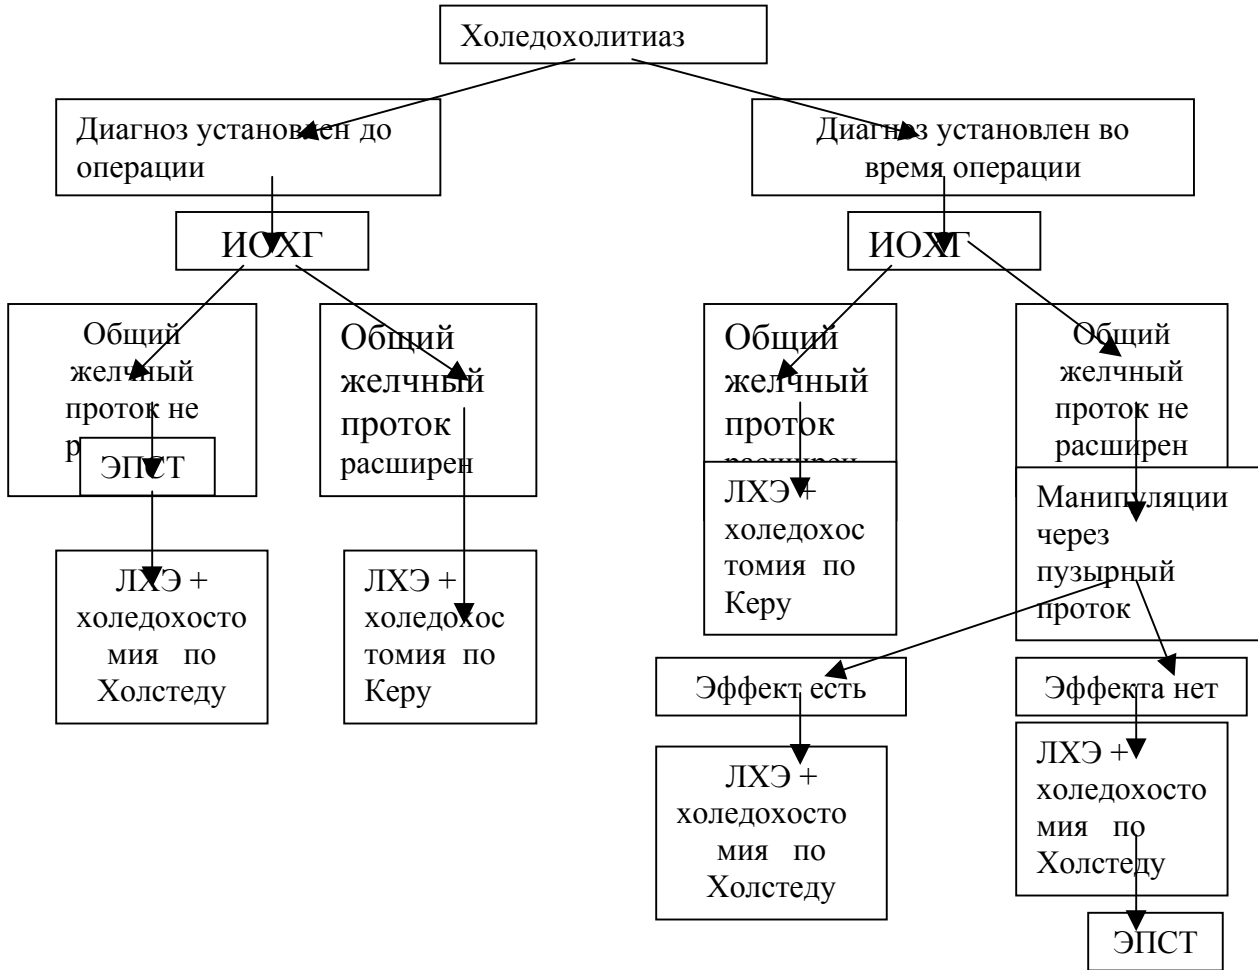 Холедохолитиаз
Диагноз установлен до
операции
Диагноз установлен во
время операции
ИОХГ
ИОХГ
Общий
желчный
проток не
ЭПСТ
Общий
желчный
проток
расширен
Общий
желчный
проток
расширен
Общий
желчный
проток не
расширен
ЛХЭ +
холедохос
томия по
Керу
Манипуляции
через
пузырный
проток
ЛХЭ +
холедохосто
мия по
Холстеду
ЛХЭ +
холедохос
томия по
Керу
Эффект есть
Эффекта нет
ЛХЭ +
холедохосто
мия по
Холстеду
ЛХЭ +
холедохосто
мия по
Холстеду
ЭПСТ